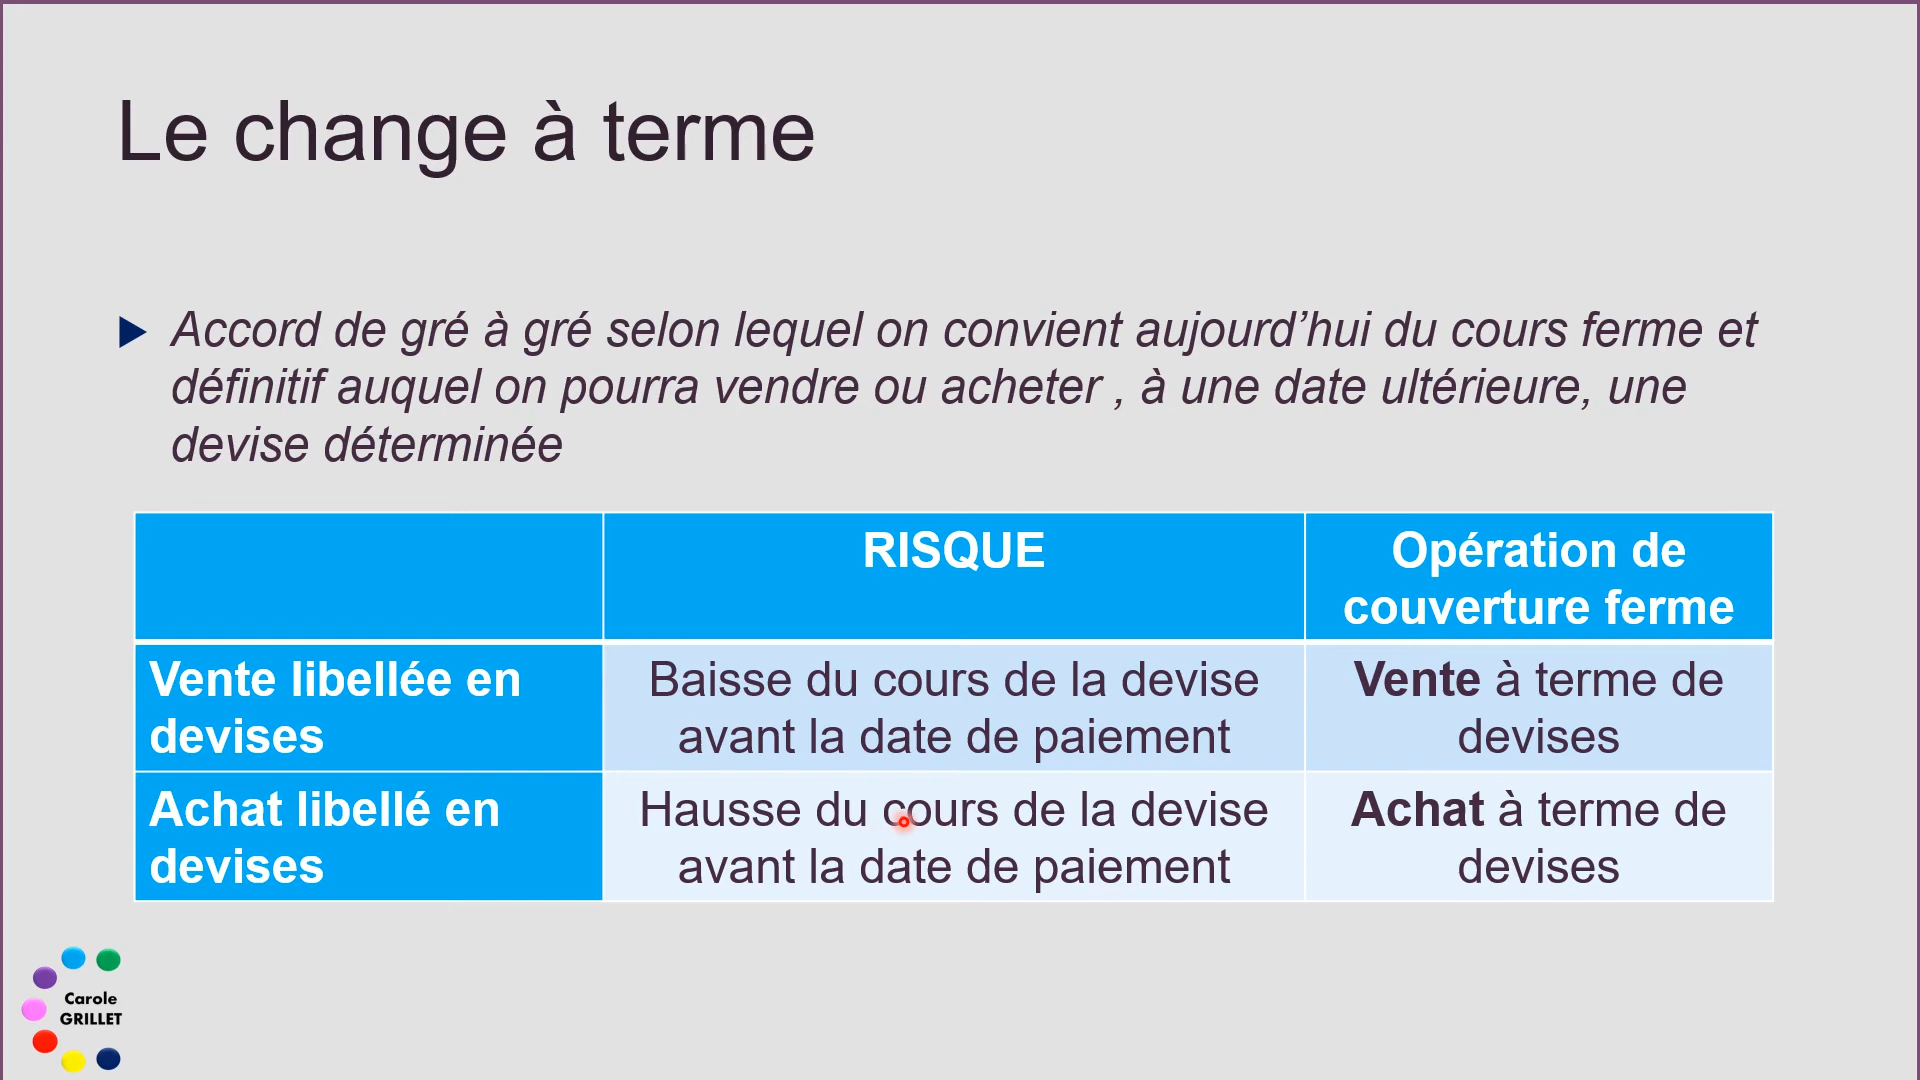 Le change à terme
Accord de gré à gré selon lequel on convient aujourd’hui du cours ferme et
définitif auquel on pourra vendre ou acheter , à une date ultérieure, une
devise déterminée
RISQUE
Opération de
couverture ferme
Vente libellée en
devises
Baisse du cours de la devise
avant la date de paiement
Vente à terme de
devises
Achat libellé en
devises
Hausse du cours de la devise
avant la date de paiement
Achat à terme de
devises
Carole
GRILLET